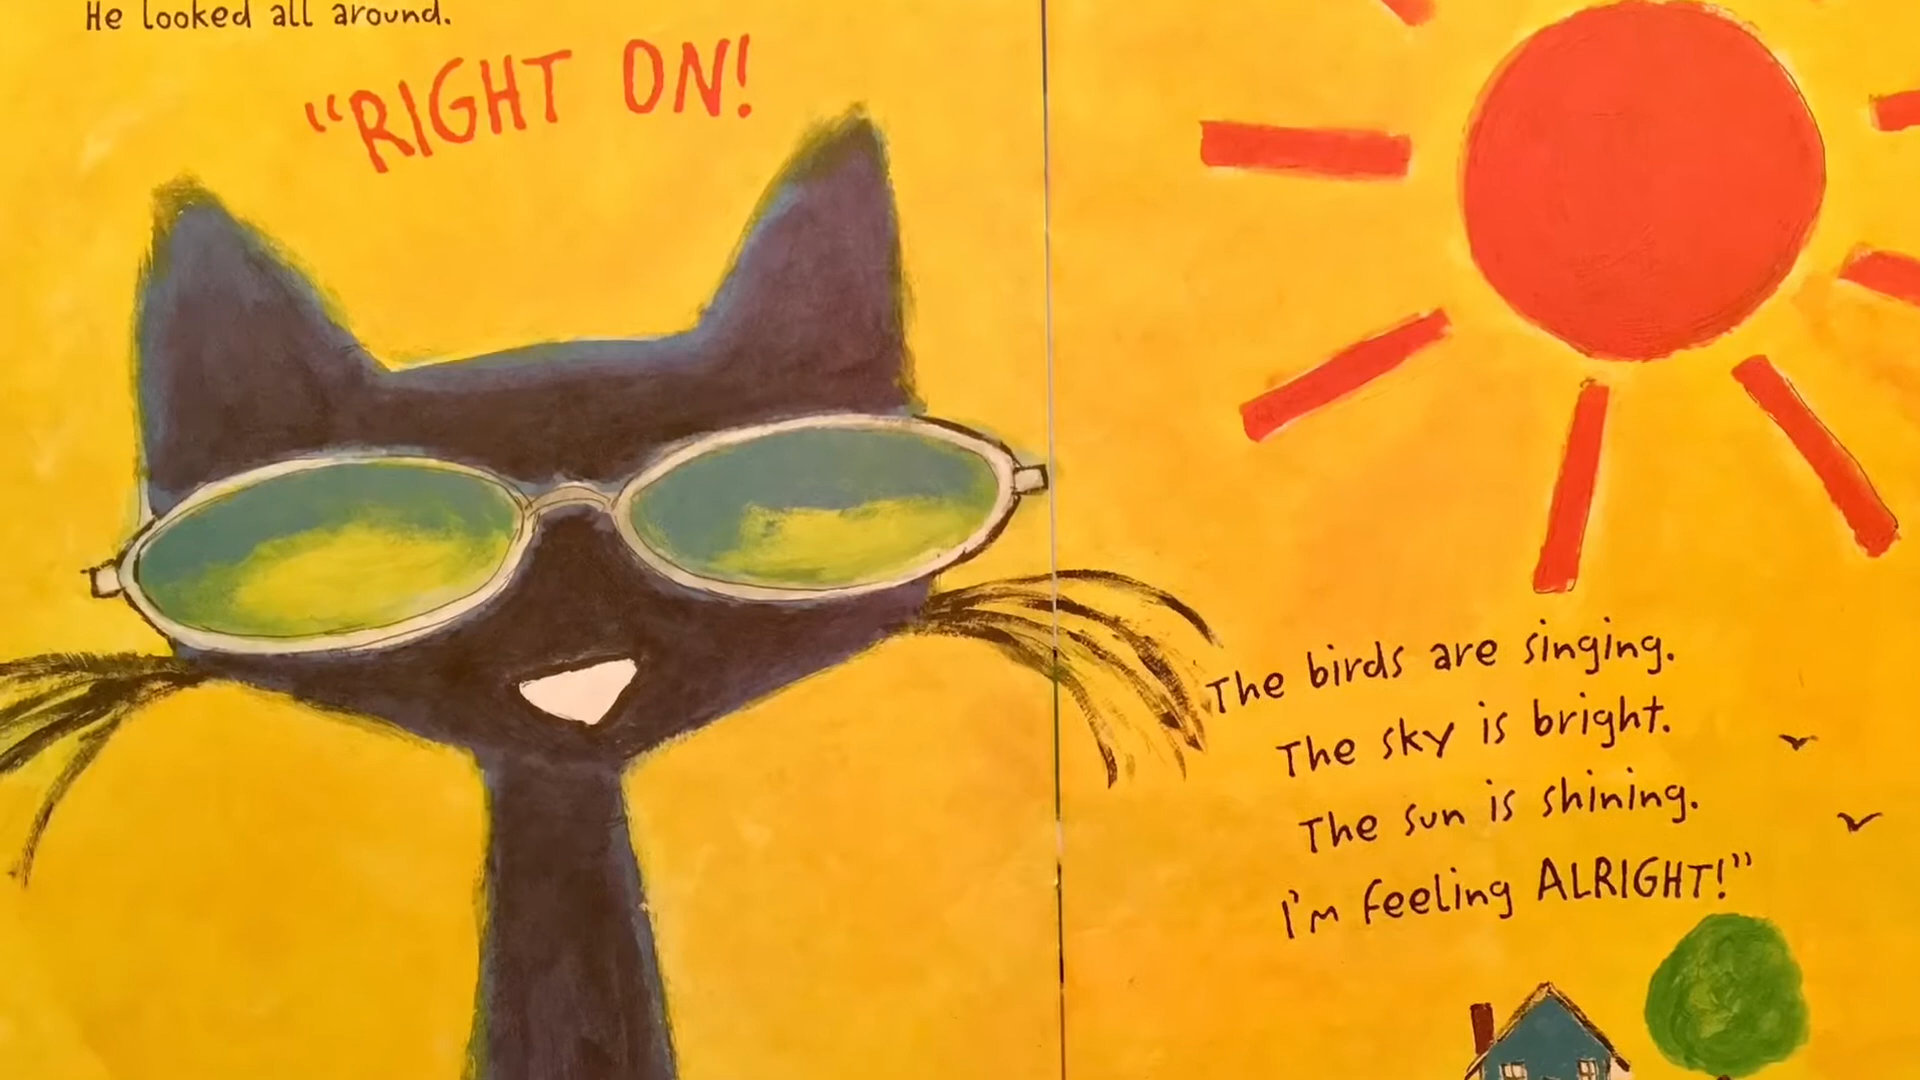 He looked all around.
"RIGHT ON!
The birds are singing.
The sky is bright.
The sun is shining.
I'm feeling ALRIGHT!"